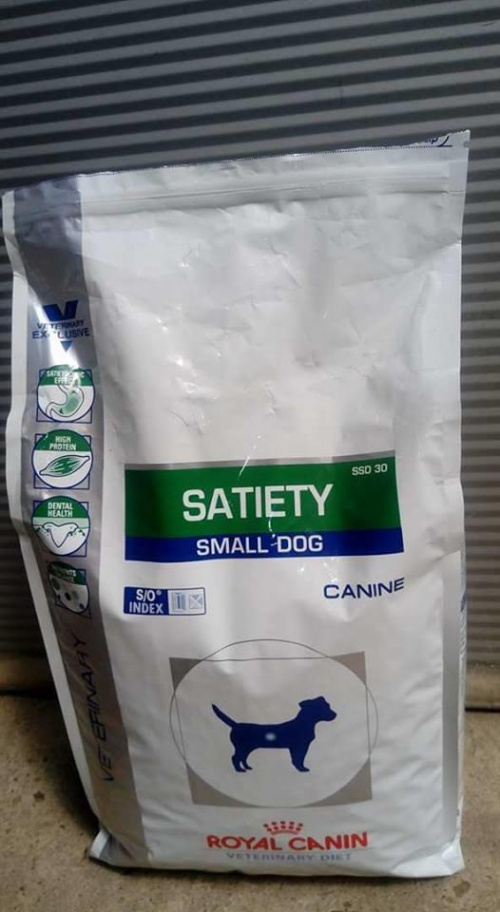 VETERINARY
EXCLUSIVE
HIGH
PROTEIN
DENTAL
HEALTH
SSD 30
SATIETY
SMALL DOG
CANINE
S/O
INDEX
VETERINARY
ROYAL CANIN
VETERINARY DIET